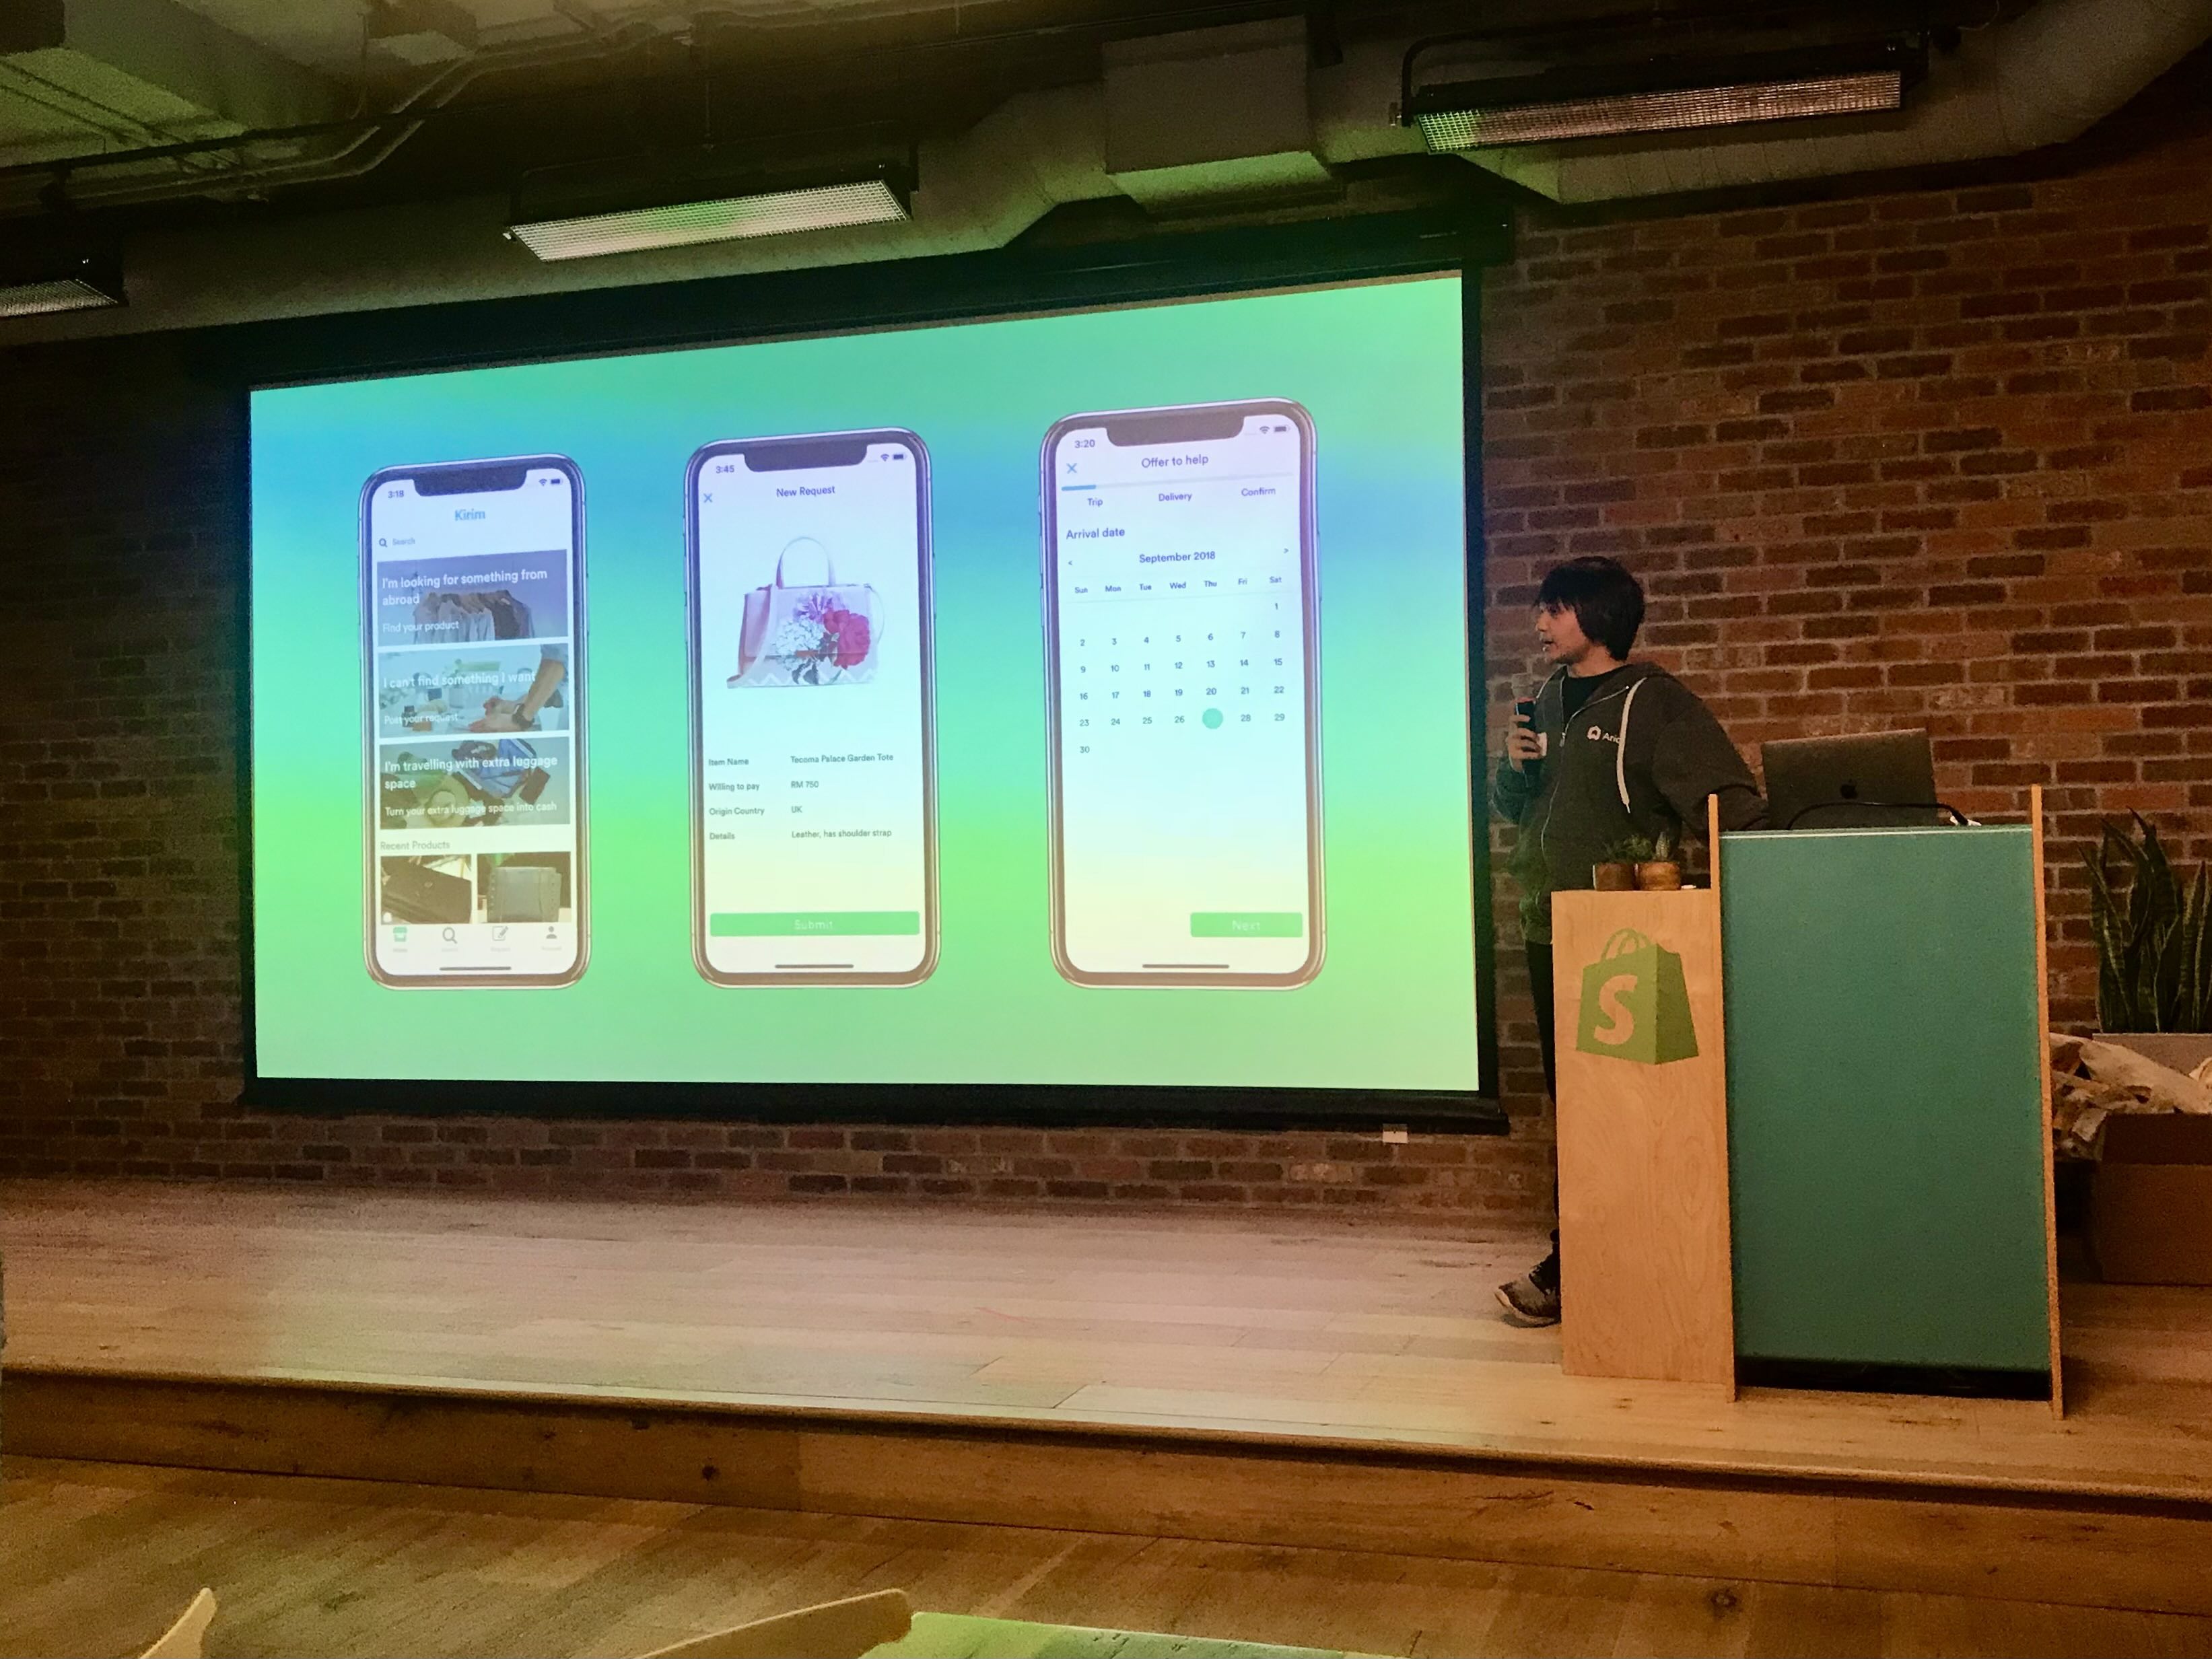 3:18
Kirim
Search
I'm looking for something from
abroad
Find your product
I can't find something I want
Post your request
I'm travelling with extra luggage
space
Turn your extra luggage space into cash
Recent Products
3:45
New Request
Item Name Tecoma Palace Garden Tote
Willing to pay RM 750
Origin Country UK
Details Leather, has shoulder strap
Submit
3:20
Offer to help
Trip Delivery Confirm
Arrival date
< September 2018 >
Sun Mon Tue Wed Thu Fri Sat
1
2 3 4 5 6 7 8
9 10 11 12 13 14 15
16 17 18 19 20 21 22
23 24 25 26 28 29
30
Next
S